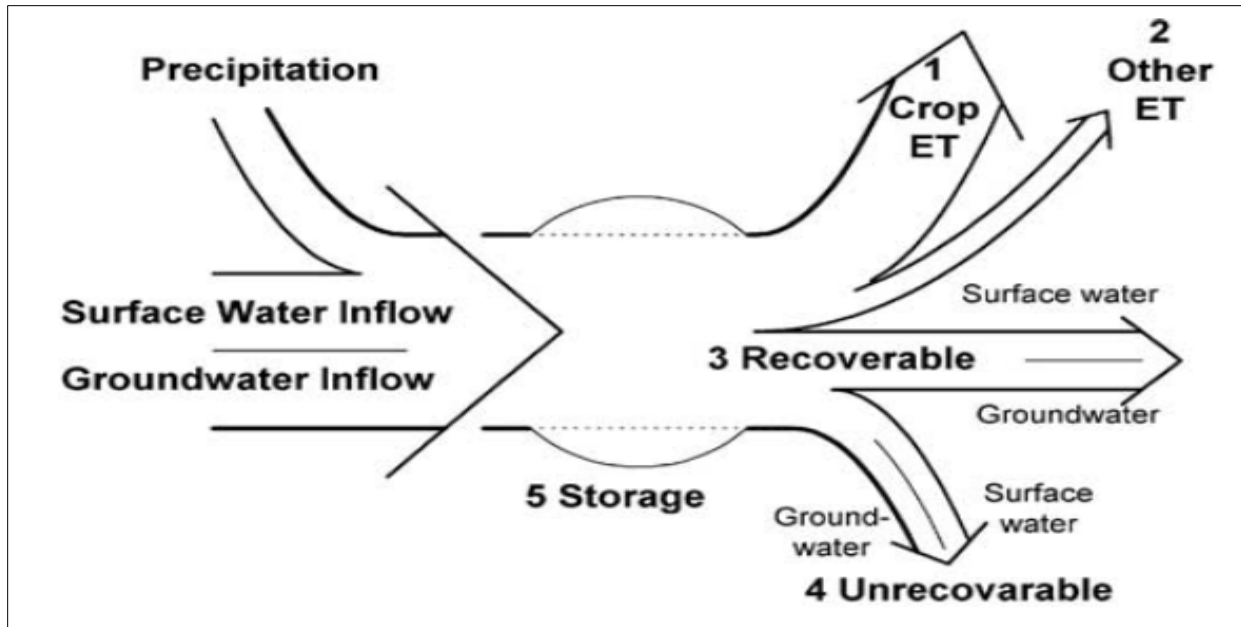 Precipitation
1
Crop
ET
2
Other
ET
Surface Water Inflow
Groundwater Inflow
Surface water
3 Recoverable
Groundwater
5 Storage
Ground-
water
Surface
water
4 Unrecovarable